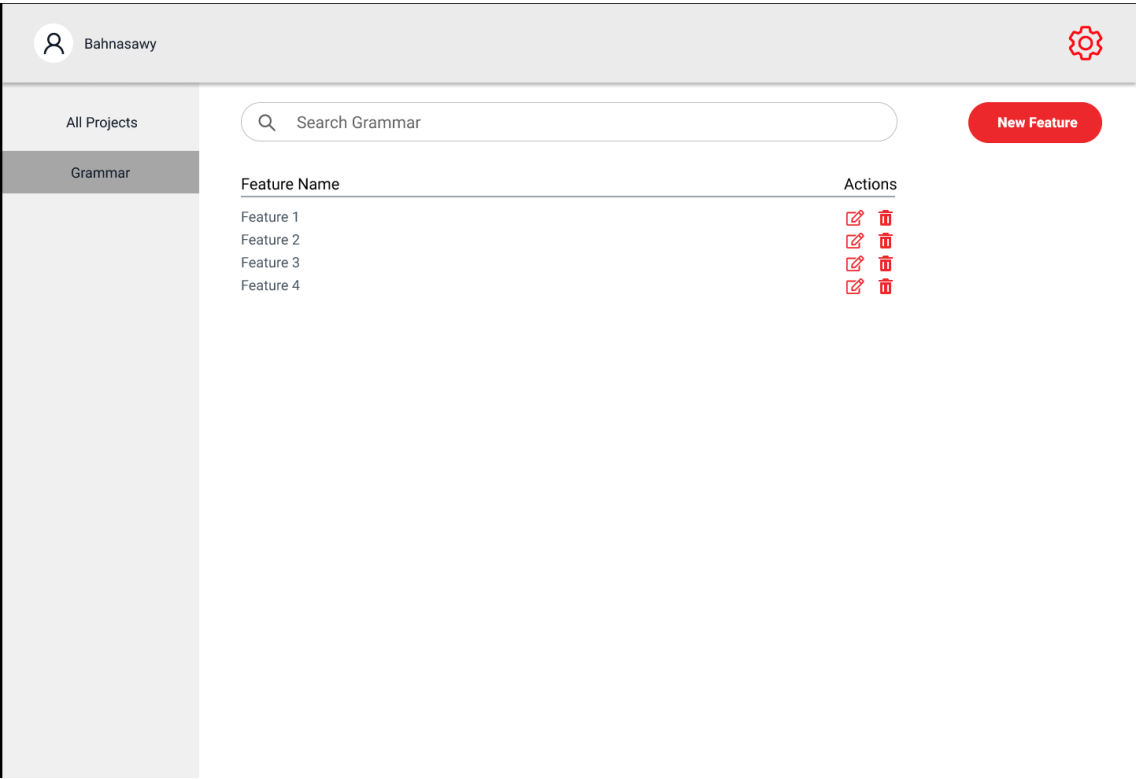 Bahnasawy
All Projects
Grammar
Search Grammar
New Feature
Feature Name Actions
Feature 1
Feature 2
Feature 3
Feature 4